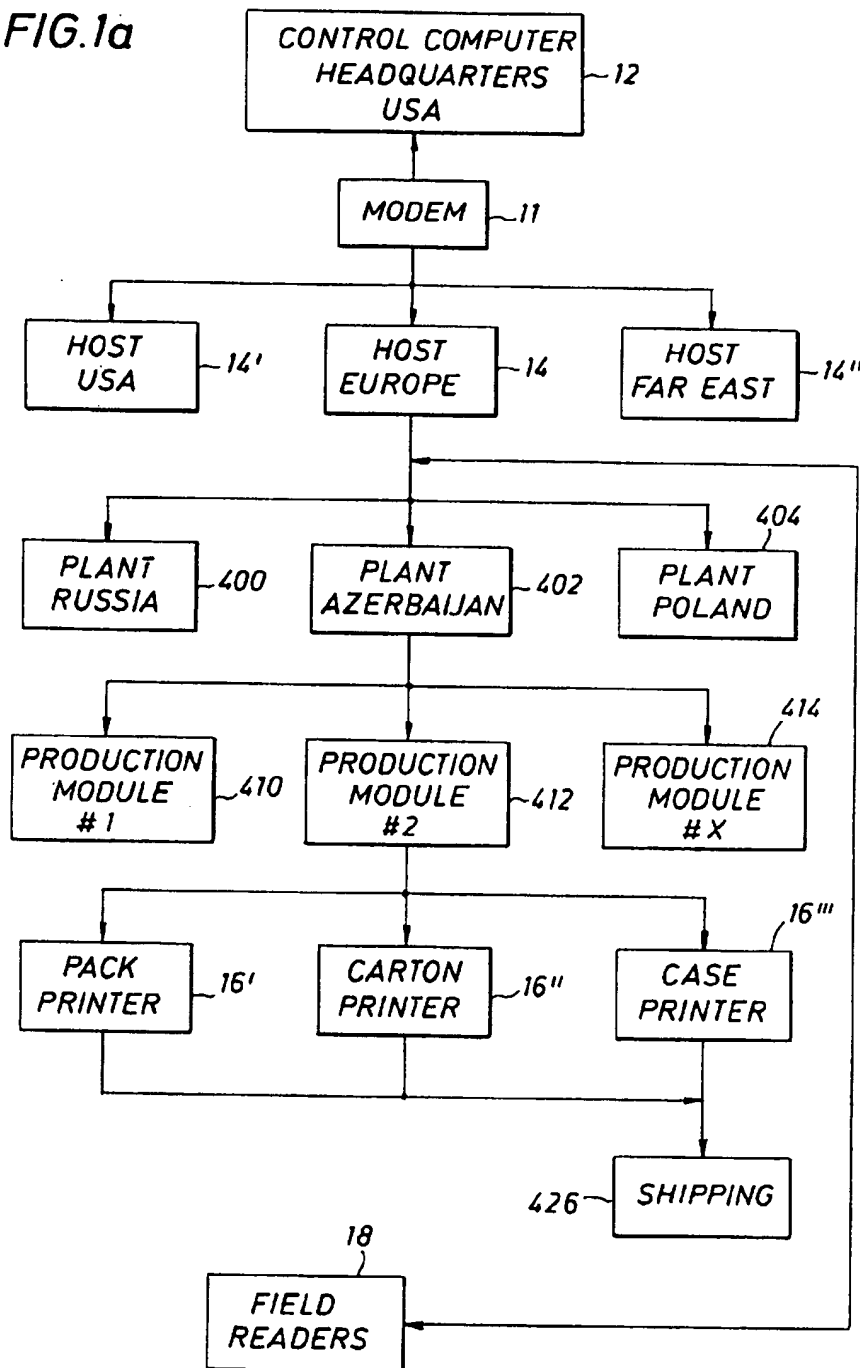 FIG.1a
CONTROL COMPUTER
HEADQUARTERS
USA
12
MODEM
11
HOST
USA
14'
HOST
EUROPE
14
HOST
FAR EAST
14"
PLANT
RUSSIA
400
PLANT
AZERBAIJAN
402
404
PLANT
POLAND
PRODUCTION
MODULE
#1
410
PRODUCTION
MODULE
#2
412
414
PRODUCTION
MODULE
#X
PACK
PRINTER
16'
CARTON
PRINTER
16"
16'''
CASE
PRINTER
426
SHIPPING
18
FIELD
READERS